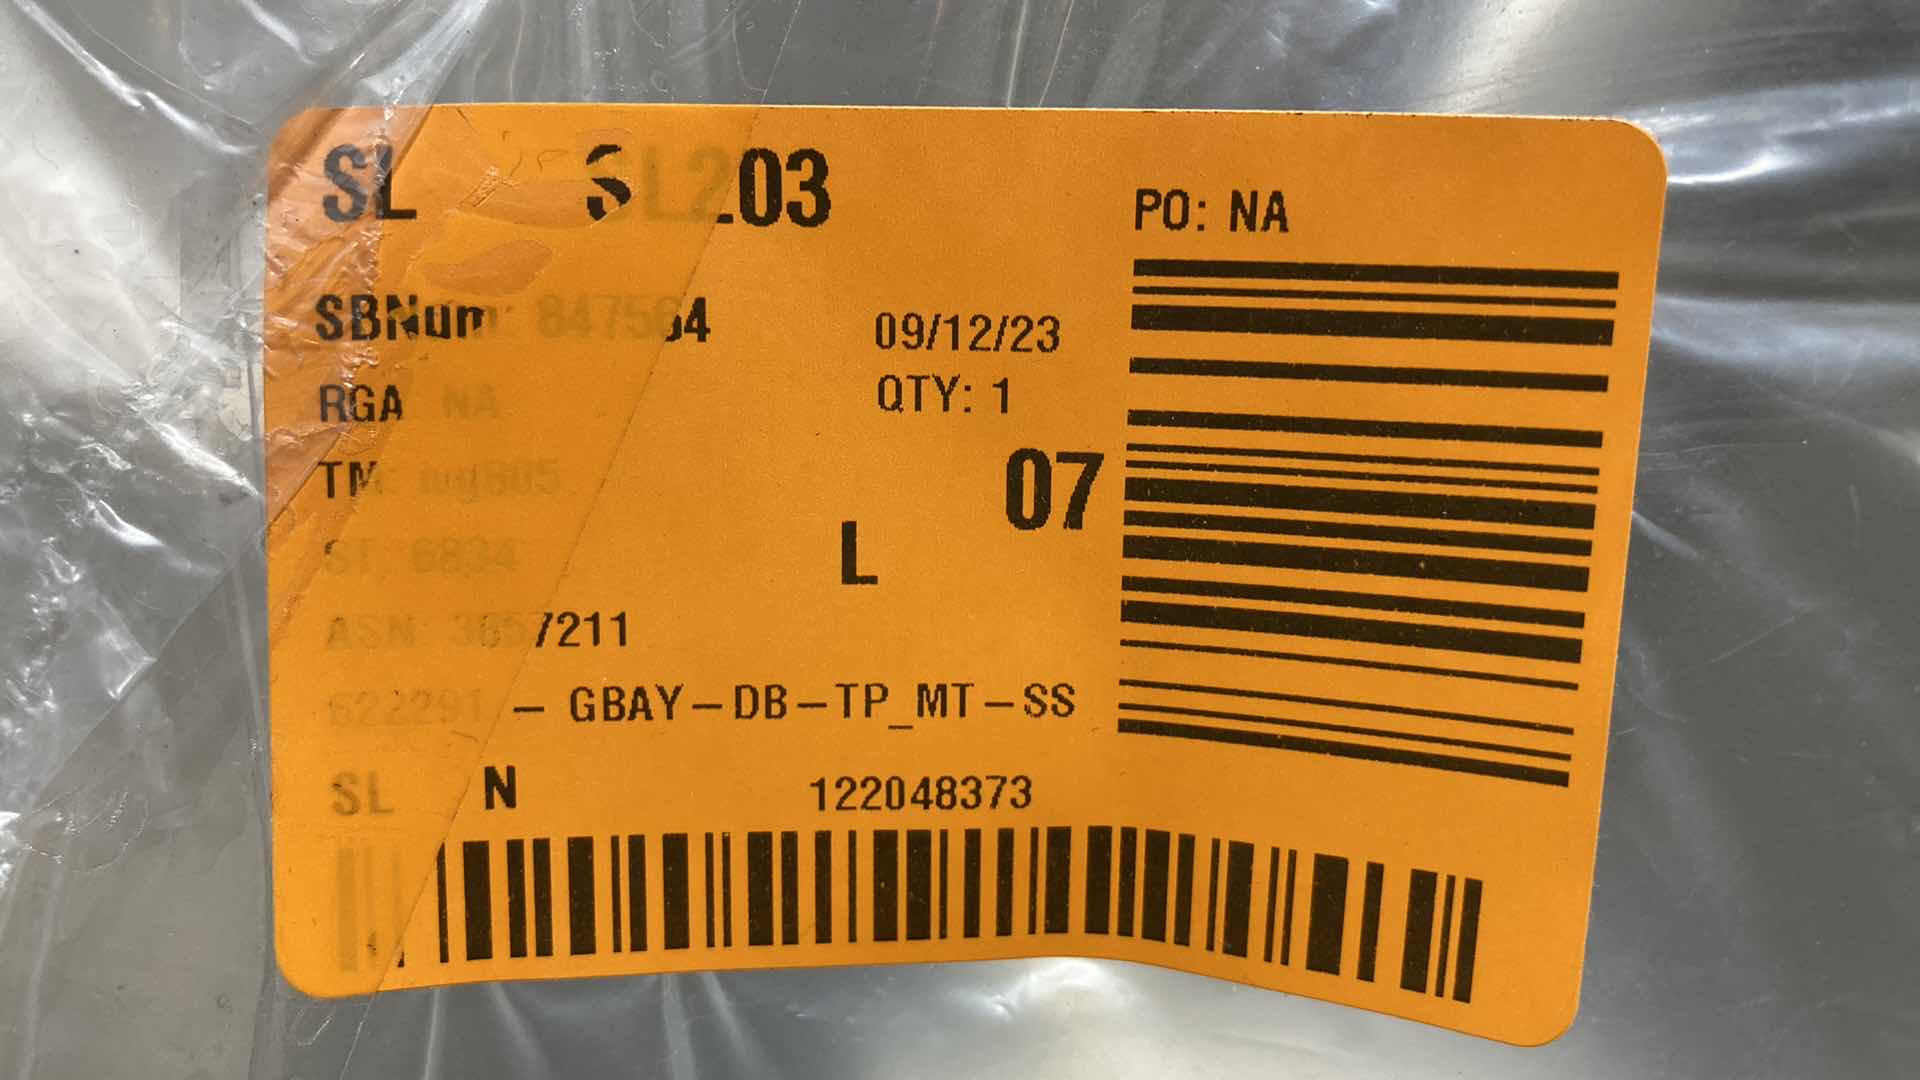 SL SL203
PO: NA
SBNum: 847564
09/12/23
RGA NA
QTY: 1
TM:
07
ST: 6834
L
ASN: 3657211
622291 - GBAY-DB-TP_MT-SS
SL N 122048373